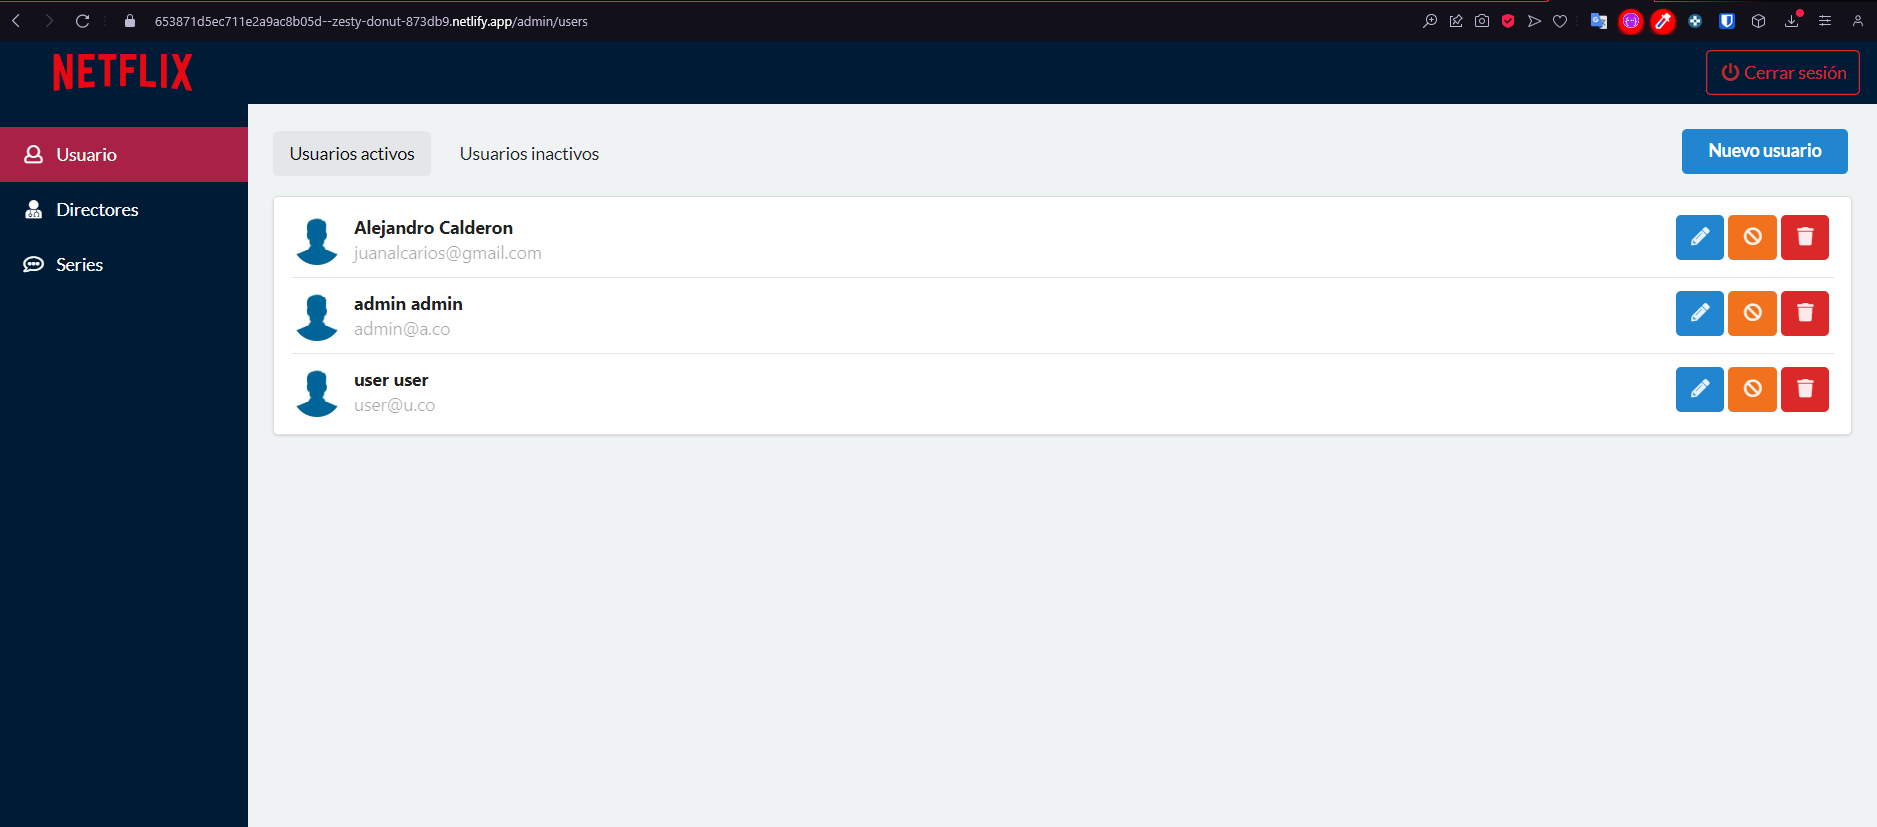 653871d5ec711e2a9ac8b05d--zesty-donut-873db9.netlify.app/admin/users
NETFLIX
Cerrar sesión
Usuario
Directores
Series
Usuarios activos
Usuarios inactivos
Nuevo usuario
Alejandro Calderon
juanalcarios@gmail.com
admin admin
admin@a.co
user user
user@u.co